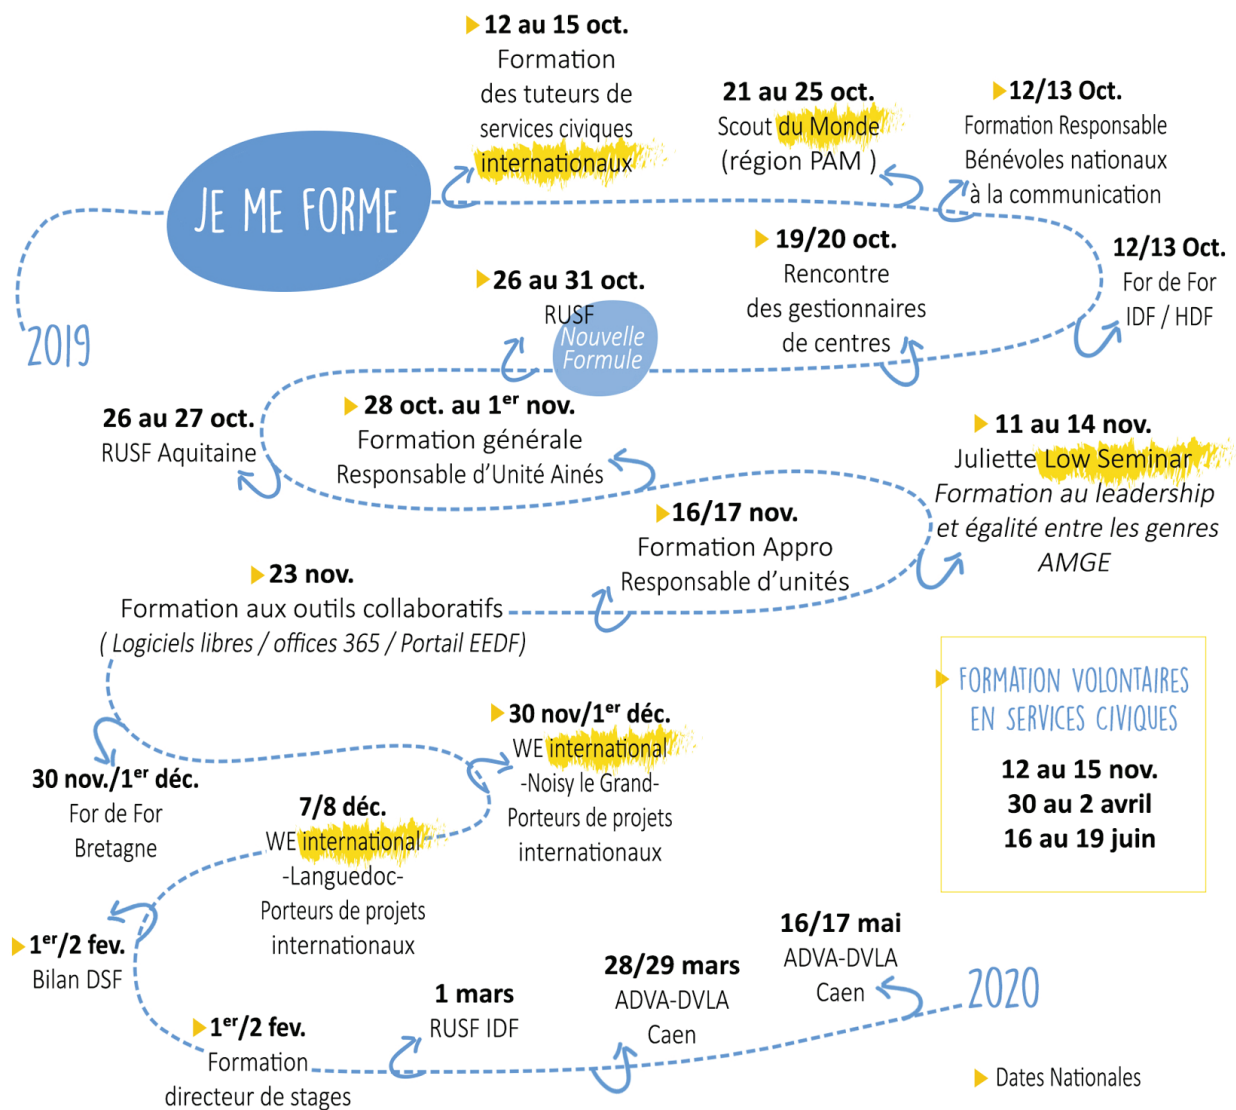 JE ME FORME
2019
12 au 15 oct.
Formation
des tuteurs de
services civiques
internationaux
21 au 25 oct.
Scout du Monde
(région PAM )
12/13 Oct.
Formation Responsable
Bénévoles nationaux
à la communication
12/13 Oct.
For de For
IDF / HDF
19/20 oct.
Rencontre
des gestionnaires
de centres
26 au 31 oct.
RUSF
Nouvelle
Formule
26 au 27 oct.
RUSF Aquitaine
28 oct. au 1er nov.
Formation générale
Responsable d’Unité Ainés
11 au 14 nov.
Juliette Low Seminar
Formation au leadership
et égalité entre les genres
AMGE
16/17 nov.
Formation Appro
Responsable d’unités
23 nov.
Formation aux outils collaboratifs
( Logiciels libres / offices 365 / Portail EEDF)
30 nov./1er déc.
For de For
Bretagne
30 nov/1er déc.
WE international
-Noisy le Grand-
Porteurs de projets
internationaux
7/8 déc.
WE international
-Languedoc-
Porteurs de projets
internationaux
1er/2 fev.
Bilan DSF
1er/2 fev.
Formation
directeur de stages
1 mars
RUSF IDF
28/29 mars
ADVA-DVLA
Caen
16/17 mai
ADVA-DVLA
Caen
2020
FORMATION VOLONTAIRES
EN SERVICES CIVIQUES
12 au 15 nov.
30 au 2 avril
16 au 19 juin
Dates Nationales